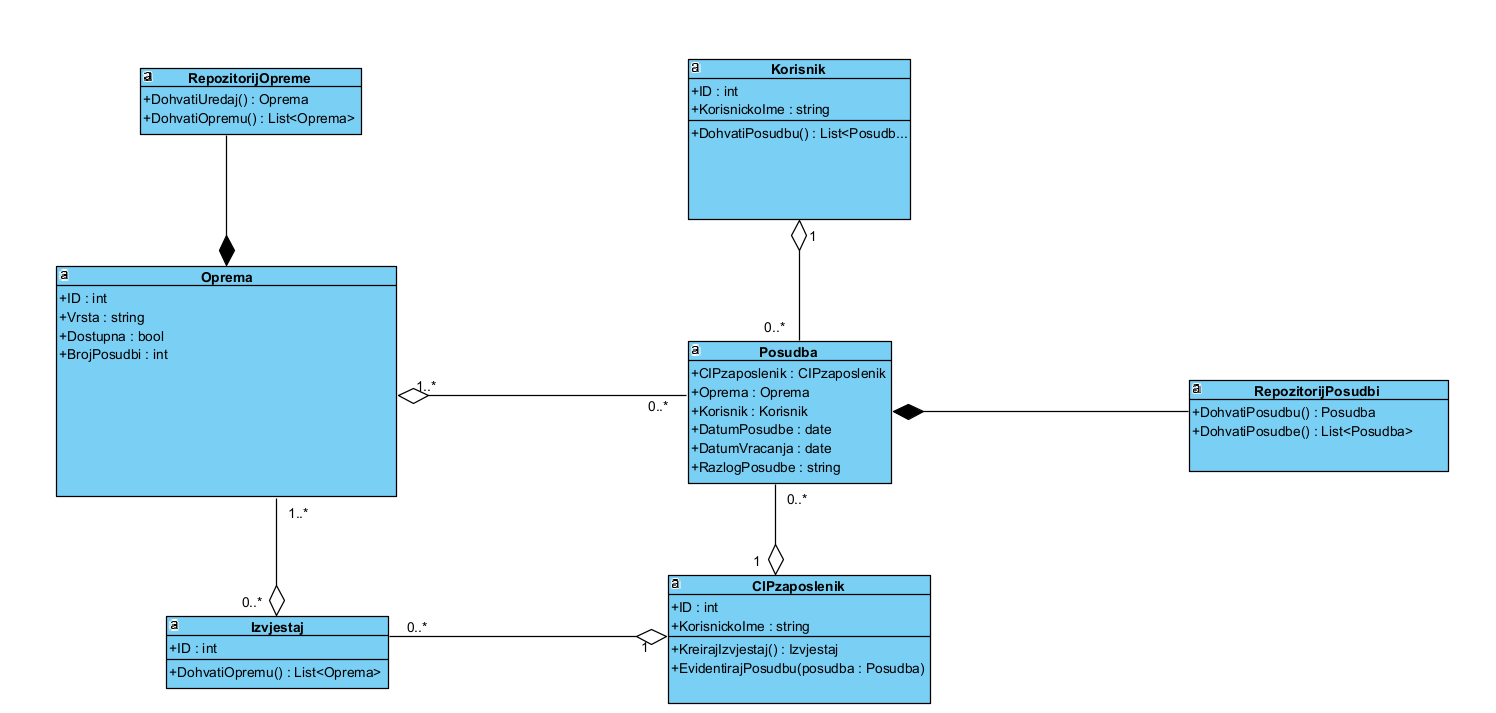 RepozitorijOpreme
+DohvatiUredaj() : Oprema
+DohvatiOpremu() : List<Oprema>
Korisnik
+ID : int
+KorisnickoIme : string
+DohvatiPosudbu() : List<Posudb...
1
0..*
Oprema
+ID : int
+Vrsta : string
+Dostupna : bool
+BrojPosudbi : int
1..*
0..*
Posudba
+CIPzaposlenik : CIPzaposlenik
+Oprema : Oprema
+Korisnik : Korisnik
+DatumPosudbe : date
+DatumVracanja : date
+RazlogPosudbe : string
RepozitorijPosudbi
+DohvatiPosudbu() : Posudba
+DohvatiPosudbe() : List<Posudba>
1..*
0..*
0..*
1
Izvjestaj
+ID : int
+DohvatiOpremu() : List<Oprema>
0..*
1
CIPzaposlenik
+ID : int
+KorisnickoIme : string
+KreirajIzvjestaj() : Izvjestaj
+EvidentirajPosudbu(posudba : Posudba)